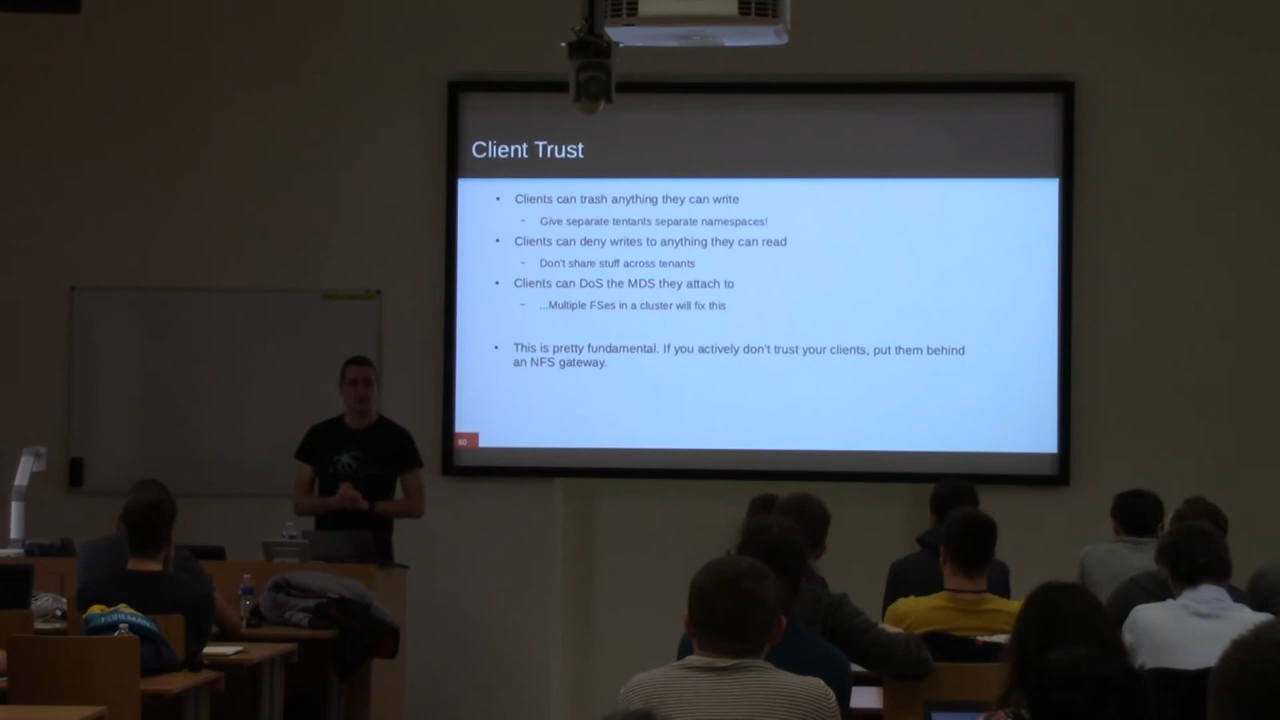 Client Trust
• Clients can trash anything they can write
– Give separate tentants separate namespaces!
• Clients can deny writes to anything they can read
– Don't share stuff across tenants
• Clients can DoS the MDS they attach to
– ...Multiple FSes in a cluster will fix this
• This is pretty fundamental. If you actively don't trust your clients, put them behind
an NFS gateway.